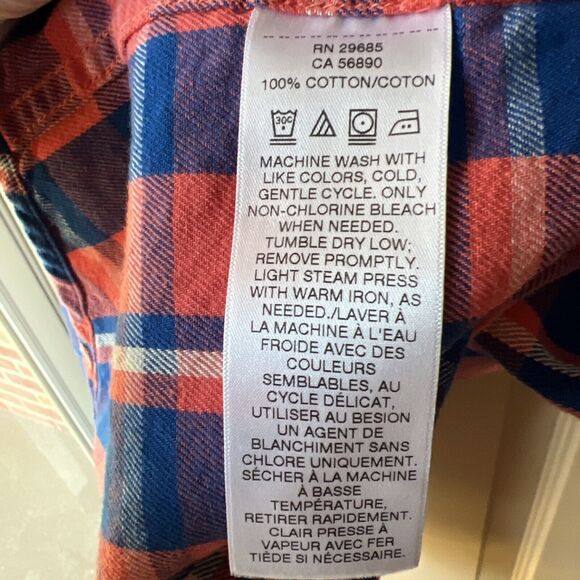 RN 29685
CA 56890
100% COTTON/COTON
30C
MACHINE WASH WITH
LIKE COLORS, COLD,
GENTLE CYCLE. ONLY
NON-CHLORINE BLEACH
WHEN NEEDED.
TUMBLE DRY LOW;
REMOVE PROMPTLY.
LIGHT STEAM PRESS
WITH WARM IRON, AS
NEEDED./LAVER À
LA MACHINE À L'EAU
FROIDE AVEC DES
COULEURS
SEMBLABLES, AU
CYCLE DÉLICAT,
UTILISER AU BESION
UN AGENT DE
BLANCHIMENT SANS
CHLORE UNIQUEMENT.
SÉCHER À LA MACHINE
À BASSE
TEMPÉRATURE,
RETIRER RAPIDEMENT.
CLAIR PRESSE À
VAPEUR AVEC FER
TIÈDE SI NÉCESSAIRE.